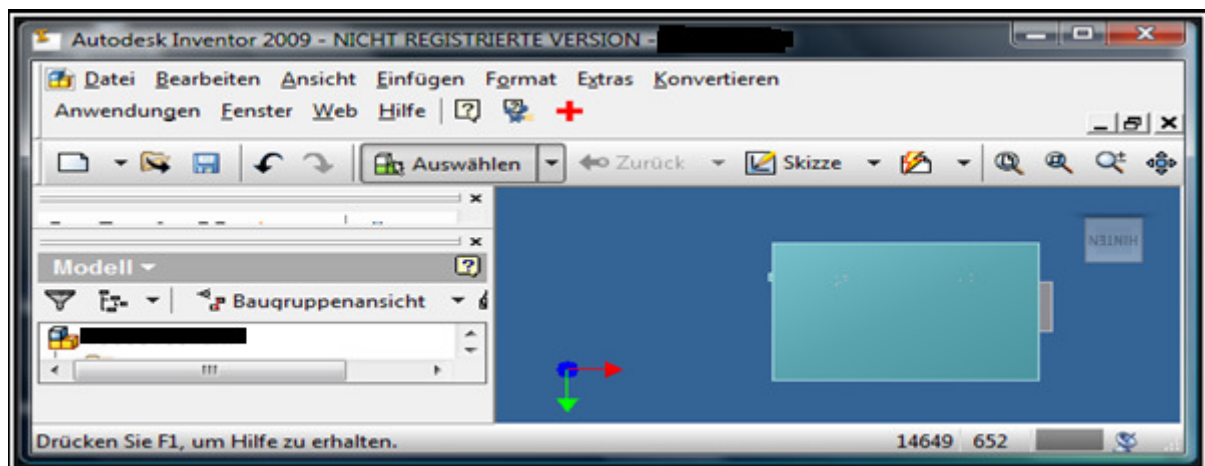 Autodesk Inventor 2009 - NICHT REGISTRIERTE VERSION -
Datei Bearbeiten Ansicht Einfügen Format Extras Konvertieren
Anwendungen Fenster Web Hilfe
Auswählen Zurück Skizze
Modell
Baugruppenansicht
HINTEN
Drücken Sie F1, um Hilfe zu erhalten.
14649 652